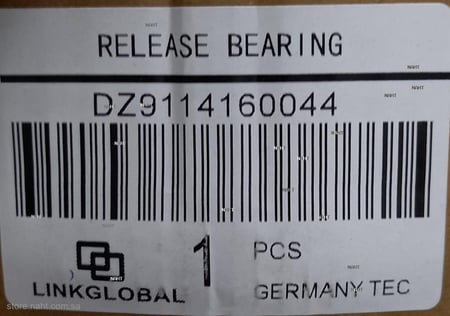 RELEASE BEARING
DZ9114160044
1 PCS
LINKGLOBAL
GERMANY TEC
store.naht.com.sa